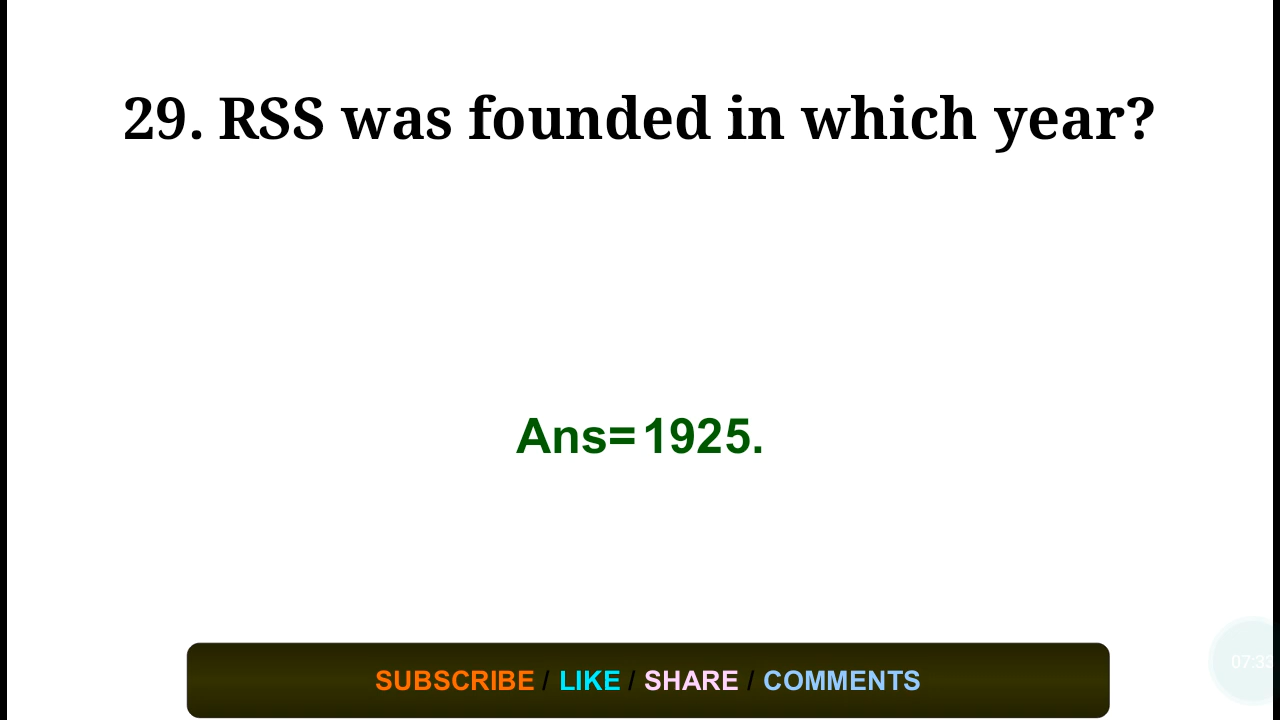 29. RSS was founded in which year?
Ans= 1925.
SUBSCRIBE / LIKE / SHARE / COMMENTS